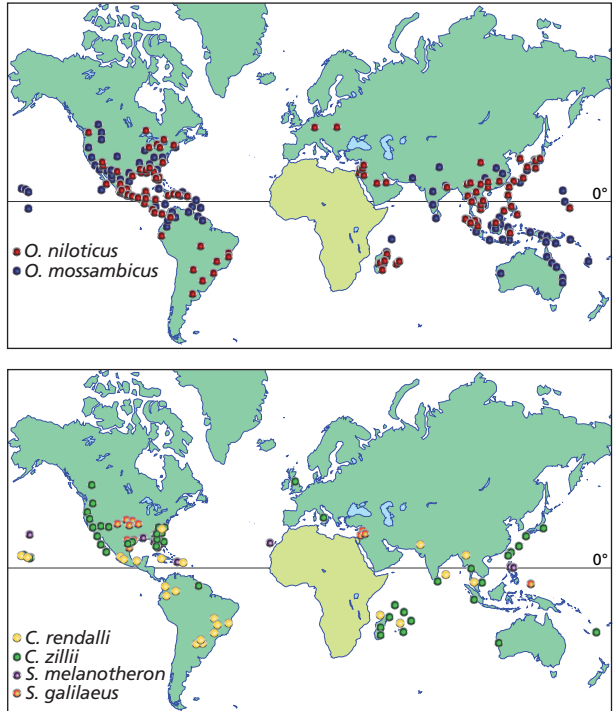 0°
O. niloticus
O. mossambicus
0°
C. rendalli
C. zillii
S. melanotheron
S. galilaeus